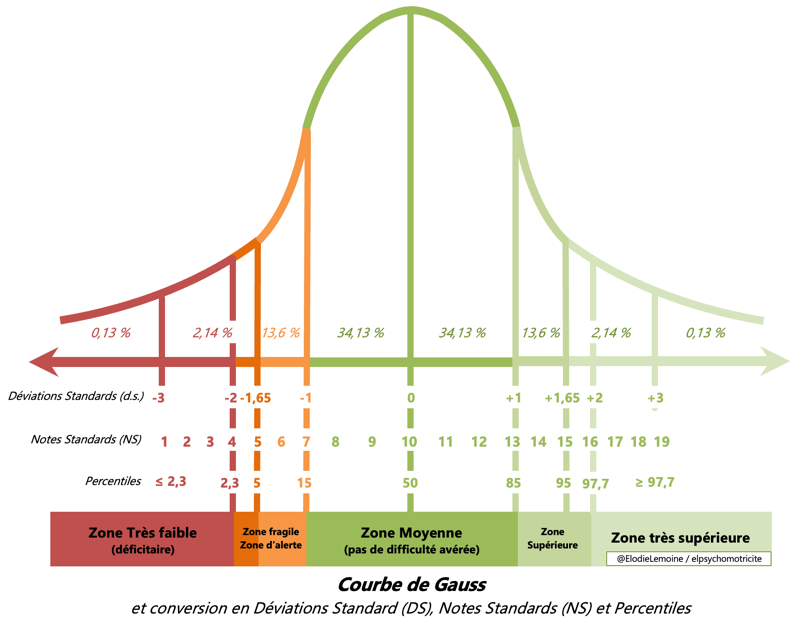 0,13 % 2,14 % 13,6 % 34,13 % 34,13 % 13,6 % 2,14 % 0,13 %
Déviations Standards (d.s.) -3 -2 -1,65 -1 0 +1 +1,65 +2 +3
Notes Standards (NS) 1 2 3 4 5 6 7 8 9 10 11 12 13 14 15 16 17 18 19
Percentiles ≤ 2,3 2,3 5 15 50 85 95 97,7 ≥ 97,7
Zone Très faible
(déficitaire)
Zone fragile
Zone d'alerte
Zone Moyenne
(pas de difficulté avérée)
Zone
Supérieure
Zone très supérieure
@ElodieLemoine / elpsychomotricite
Courbe de Gauss
et conversion en Déviations Standard (DS), Notes Standards (NS) et Percentiles